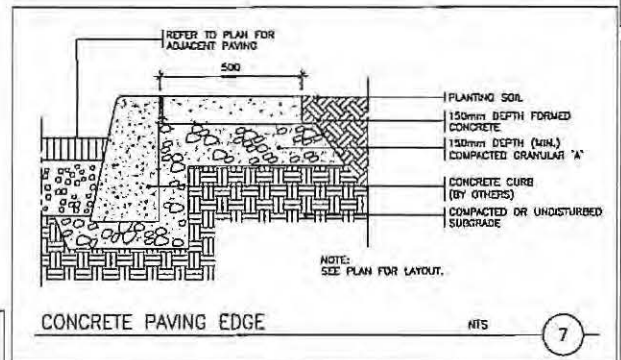 REFER TO PLAN FOR
ADJACENT PAVING
500
PLANTING SOIL
150mm DEPTH FORMED
CONCRETE
150mm DEPTH (MIN.)
COMPACTED GRANULAR 'A'
CONCRETE CURB
(BY OTHERS)
COMPACTED OR UNDISTURBED
SUBGRADE
NOTE:
SEE PLAN FOR LAYOUT.
CONCRETE PAVING EDGE
NTS
7